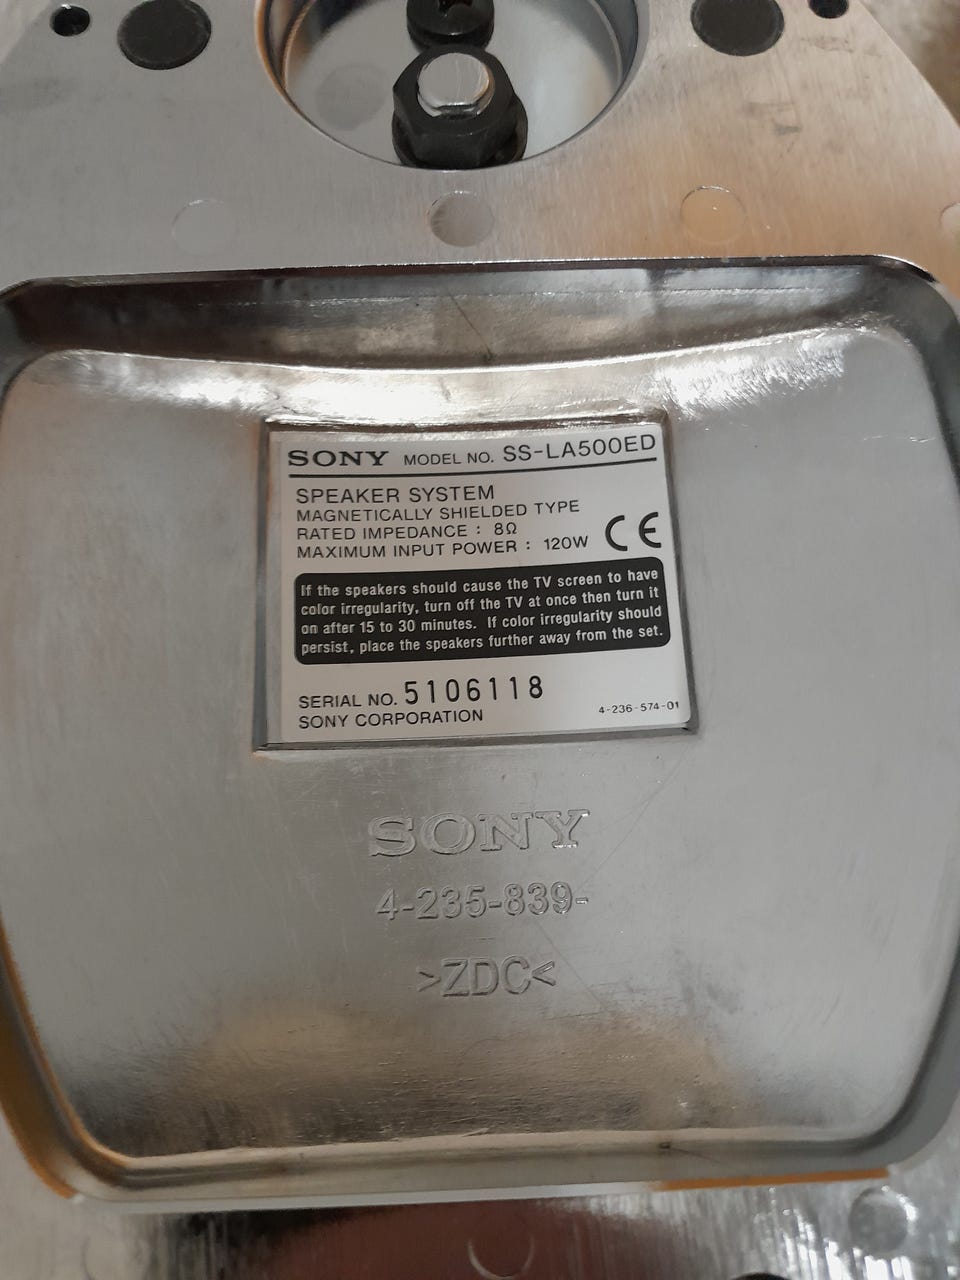 SONY MODEL NO. SS-LA500ED
SPEAKER SYSTEM
MAGNETICALLY SHIELDED TYPE
RATED IMPEDANCE : 8Ω
MAXIMUM INPUT POWER : 120W CE
If the speakers should cause the TV screen to have
color irregularity, turn off the TV at once then turn it
on after 15 to 30 minutes. If color irregularity should
persist, place the speakers further away from the set.
SERIAL NO. 5106118
SONY CORPORATION 4-236-574-01
SONY
4-235-839-
>ZDC<